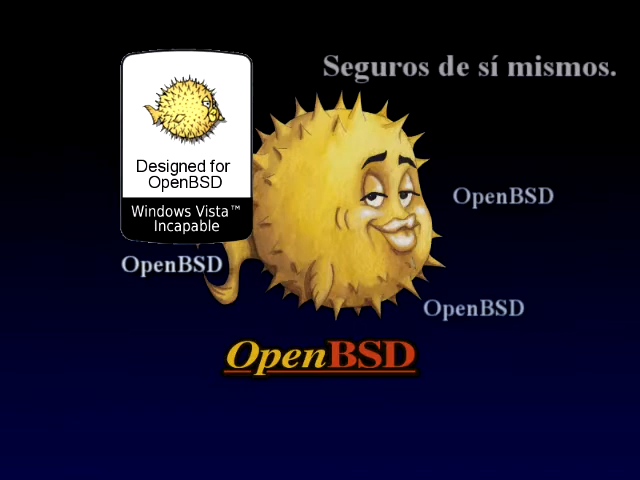 Seguros de sí mismos.
Designed for
OpenBSD
Windows Vista™
Incapable
OpenBSD
OpenBSD
OpenBSD
OpenBSD